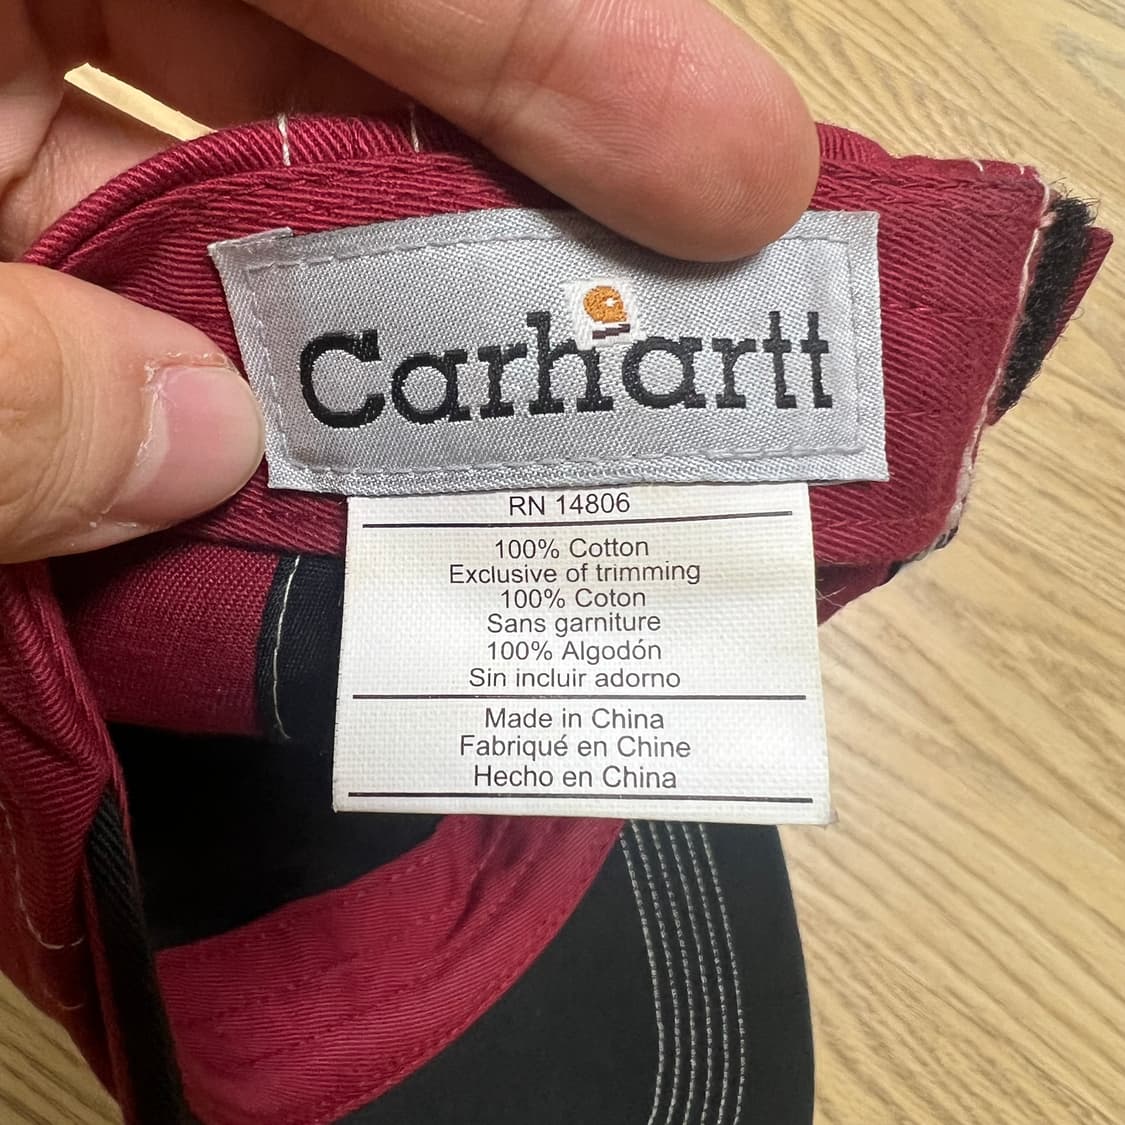 Carhartt
RN 14806
100% Cotton
Exclusive of trimming
100% Coton
Sans garniture
100% Algodón
Sin incluir adorno
Made in China
Fabriqué en Chine
Hecho en China